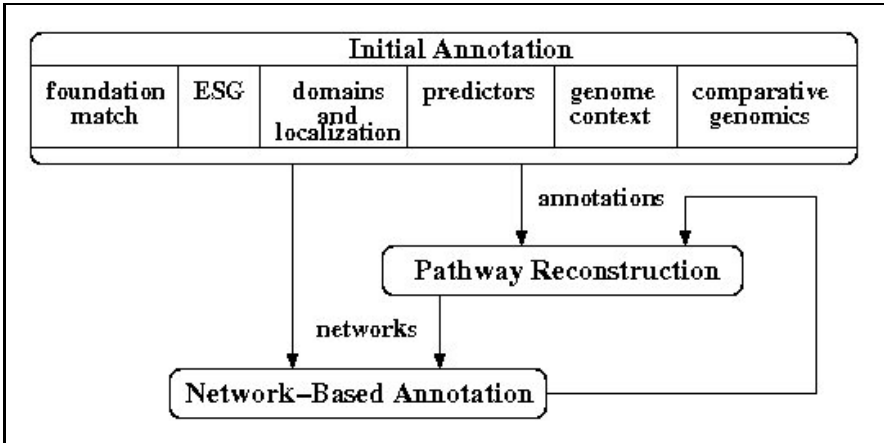 Initial Annotation
foundation
match
ESG
domains
and
localization
predictors
genome
context
comparative
genomics
annotations
Pathway Reconstruction
networks
Network-Based Annotation